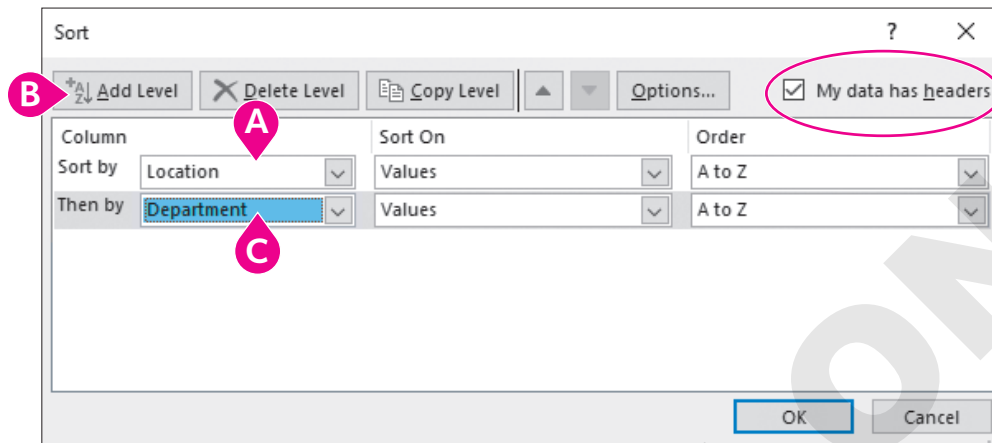 Sort ?
B Add Level Delete Level Copy Level Options... My data has headers
A
Column Sort On Order
Sort by Location Values A to Z
Then by Department Values A to Z
C
OK Cancel
ON